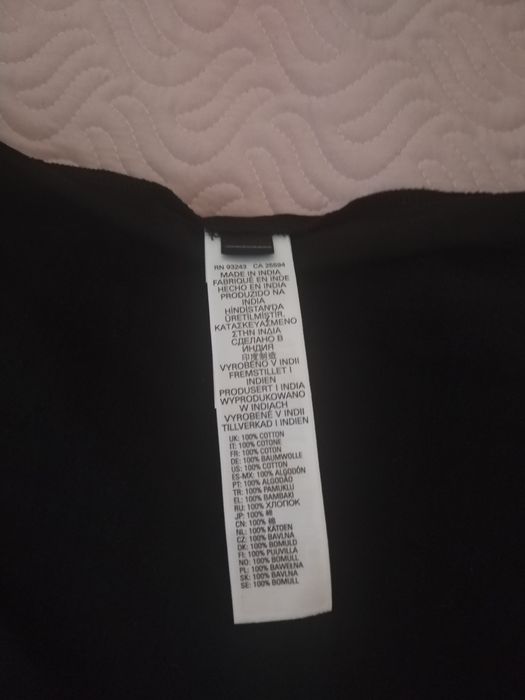 RN 93243 CA 26694
MADE IN INDIA
FABRIQUÉ EN INDE
HECHO EN INDIA
PRODUZIDO NA
INDIA
HİNDİSTAN'DA
ÜRETİLMİŞTİR.
ΚΑΤΑΣΚΕΥΑΣΜΕΝΟ
ΣΤΗΝ ΙΝΔΙΑ
СДЕЛАНО В
ИНДИЯ
印度制造
VYROBENO V INDII
FREMSTILLET I
INDIEN
PRODUSERT I INDIA
WYPRODUKOWANO
W INDIACH
VYROBENÉ V INDII
TILLVERKAD I INDIEN
UK: 100% COTTON
IT: 100% COTONE
FR: 100% COTON
DE: 100% BAUMWOLLE
US: 100% COTTON
ES-MX: 100% ALGODÓN
PT: 100% ALGODÃO
TR: 100% PAMUKLU
EL: 100% BAMBAKI
RU: 100% ХЛОПОК
JP: 100% 綿
CN: 100% 棉
NL: 100% KATOEN
CZ: 100% BAVLNA
DK: 100% BOMULD
FI: 100% PUUVILLA
NO: 100% BOMULL
PL: 100% BAWEŁNA
SK: 100% BAVLNA
SE: 100% BOMULL